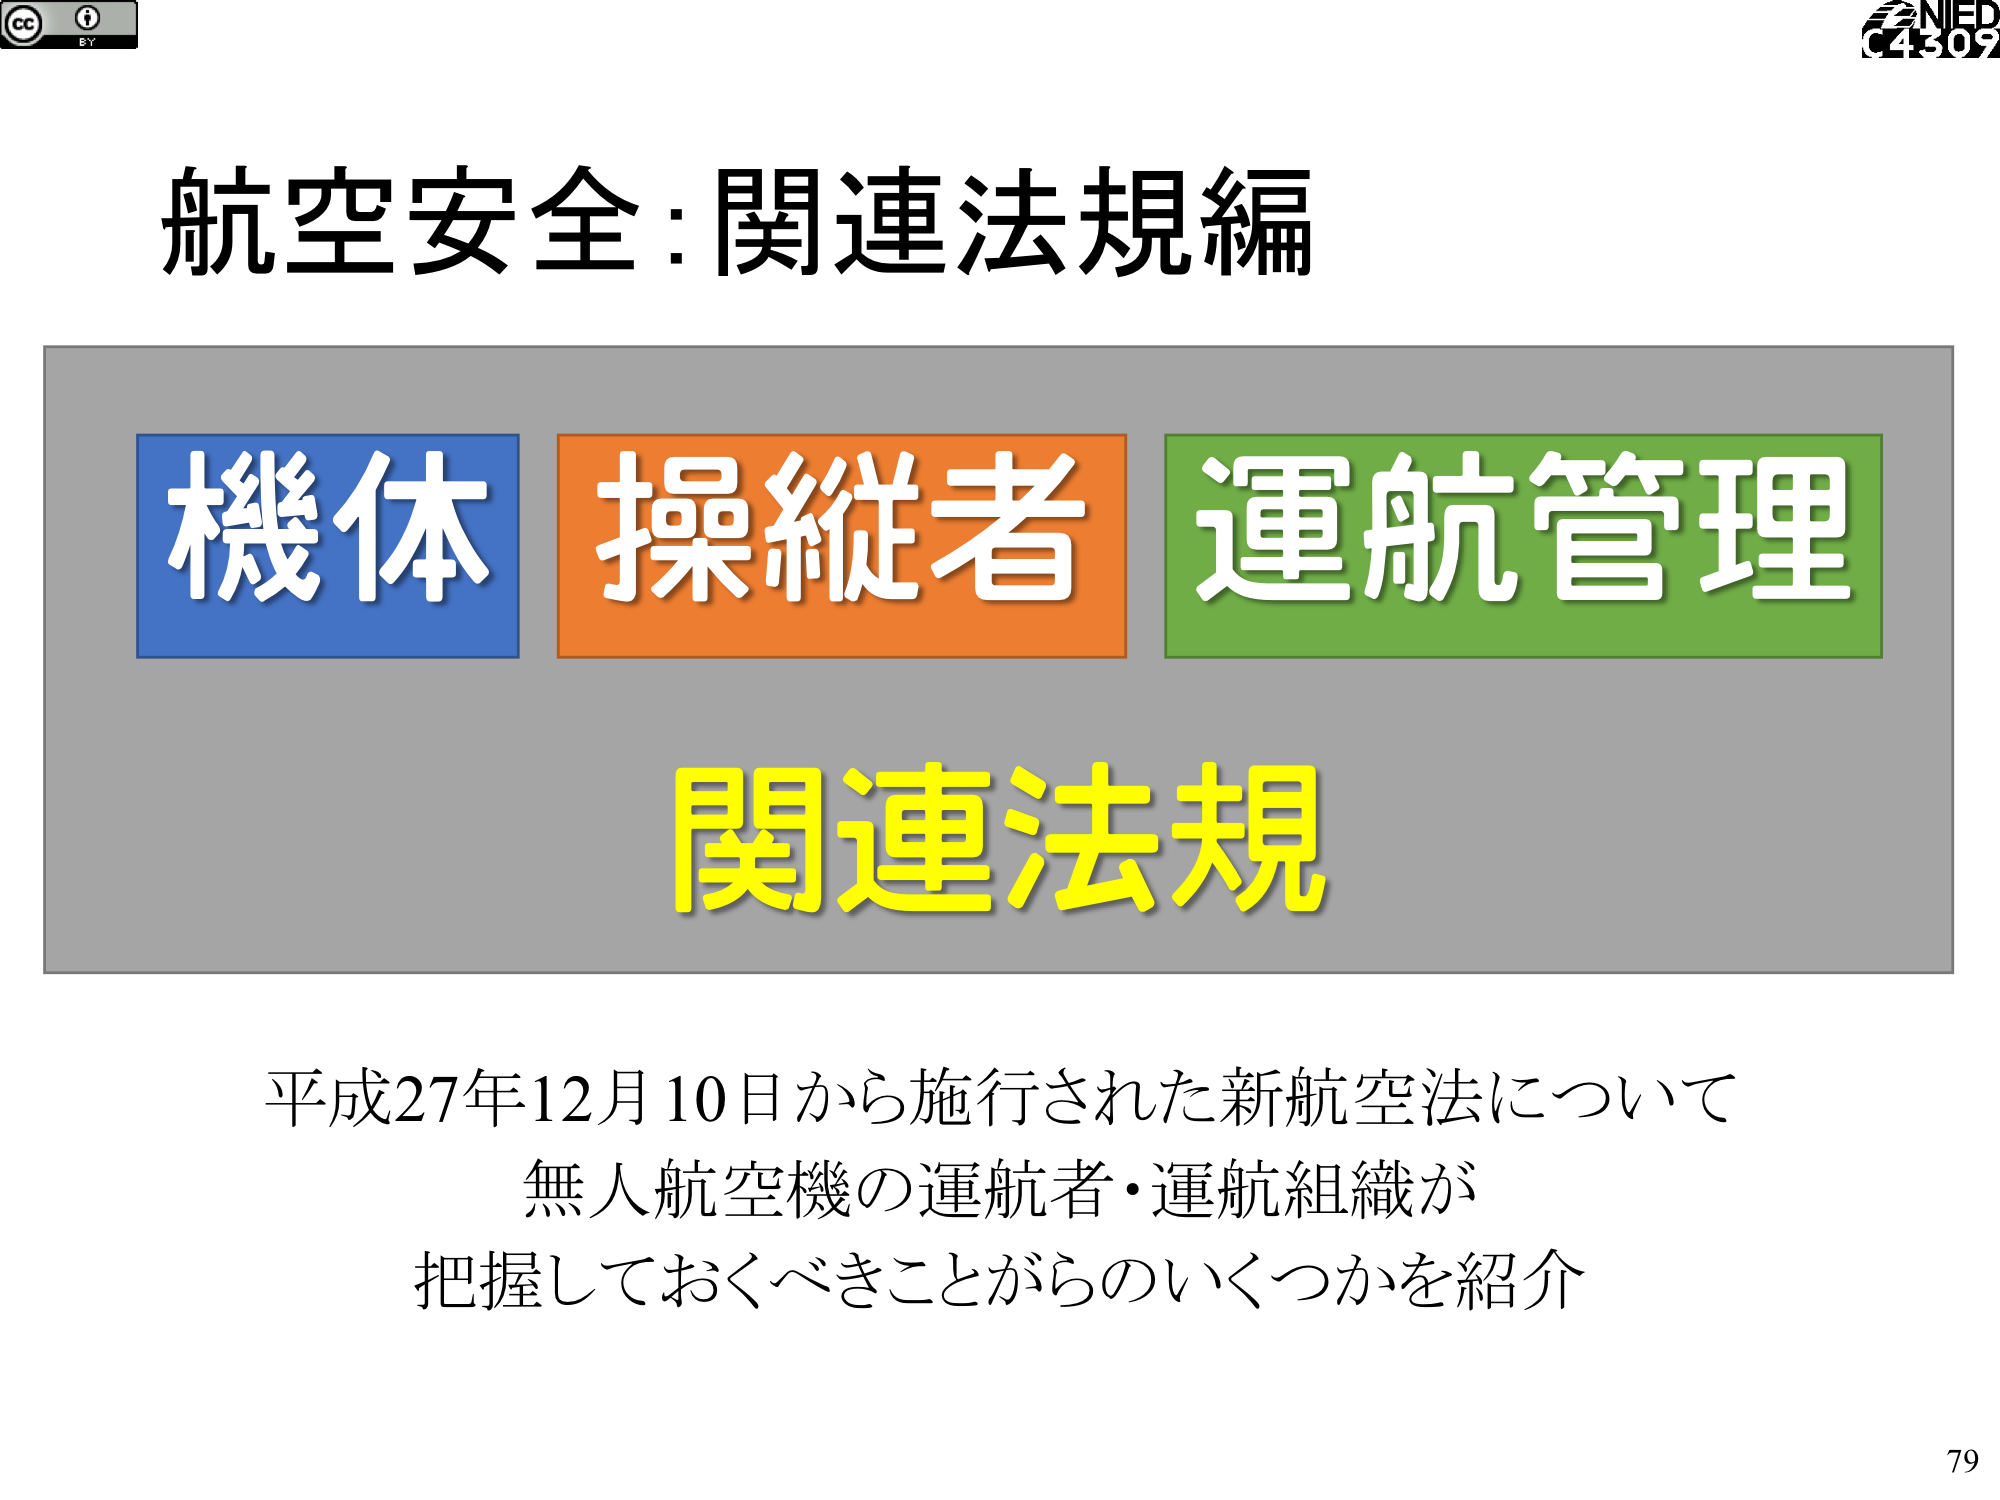 cc
BY
NIED
C4309
航空安全:関連法規編
機体
操縦者
運航管理
関連法規
平成27年12月10日から施行された新航空法について
無人航空機の運航者・運航組織が
把握しておくべきことがらのいくつかを紹介
79